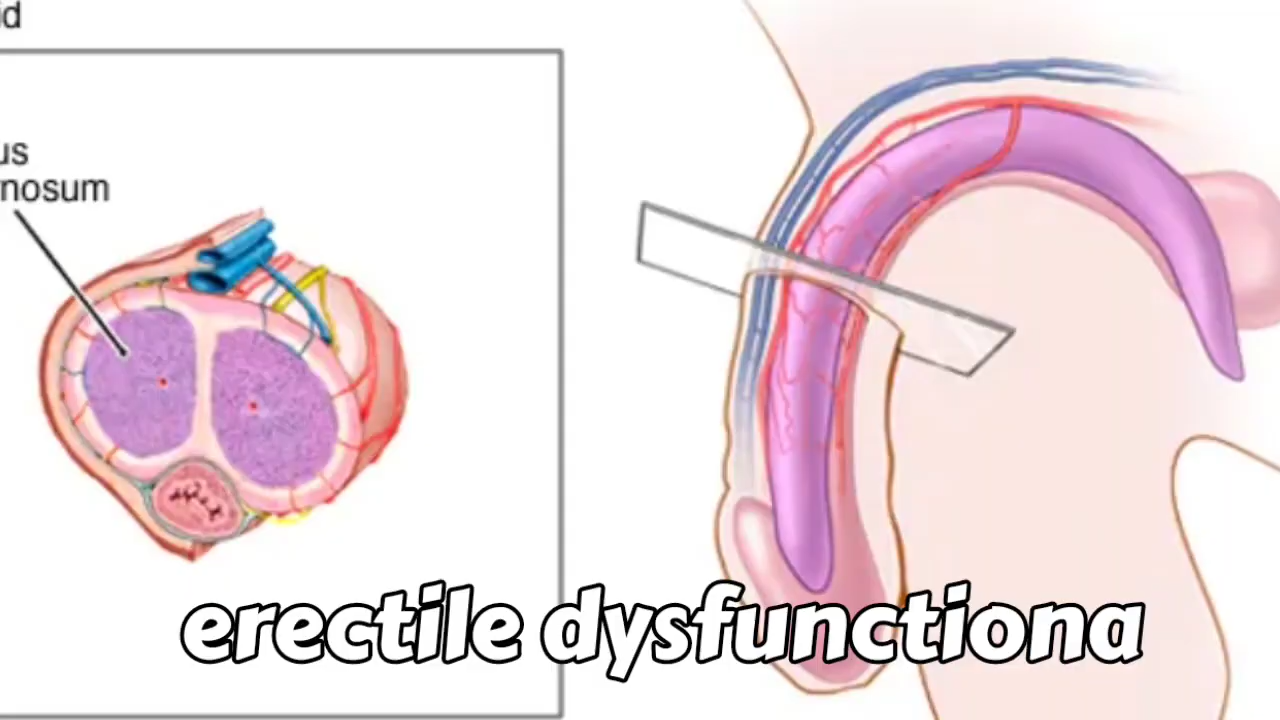 id
us
nosum
erectile dysfunctiona